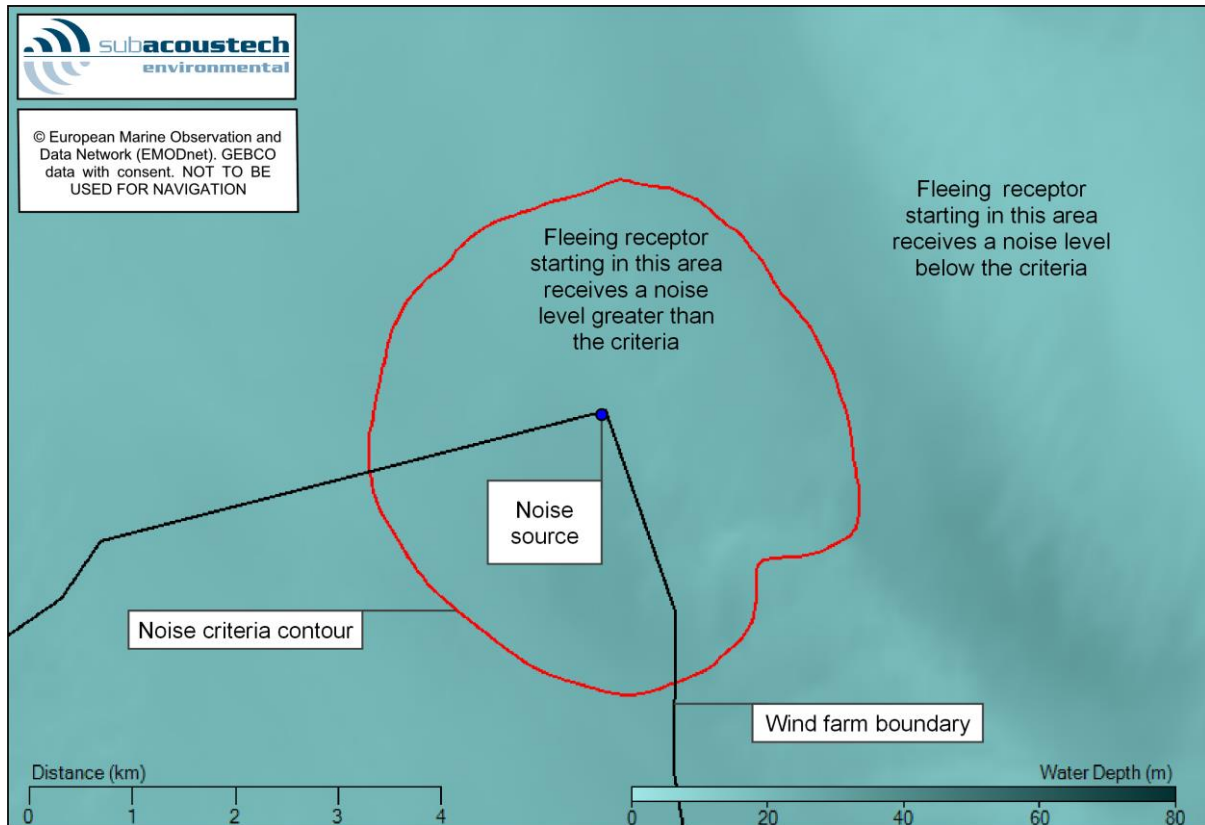 subacoustech
environmental
© European Marine Observation and
Data Network (EMODnet). GEBCO
data with consent. NOT TO BE
USED FOR NAVIGATION
Fleeing receptor
starting in this area
receives a noise
level greater than
the criteria
Fleeing receptor
starting in this area
receives a noise level
below the criteria
Noise
source
Noise criteria contour
Wind farm boundary
Distance (km)
0 1 2 3 4
Water Depth (m)
0 20 40 60 80